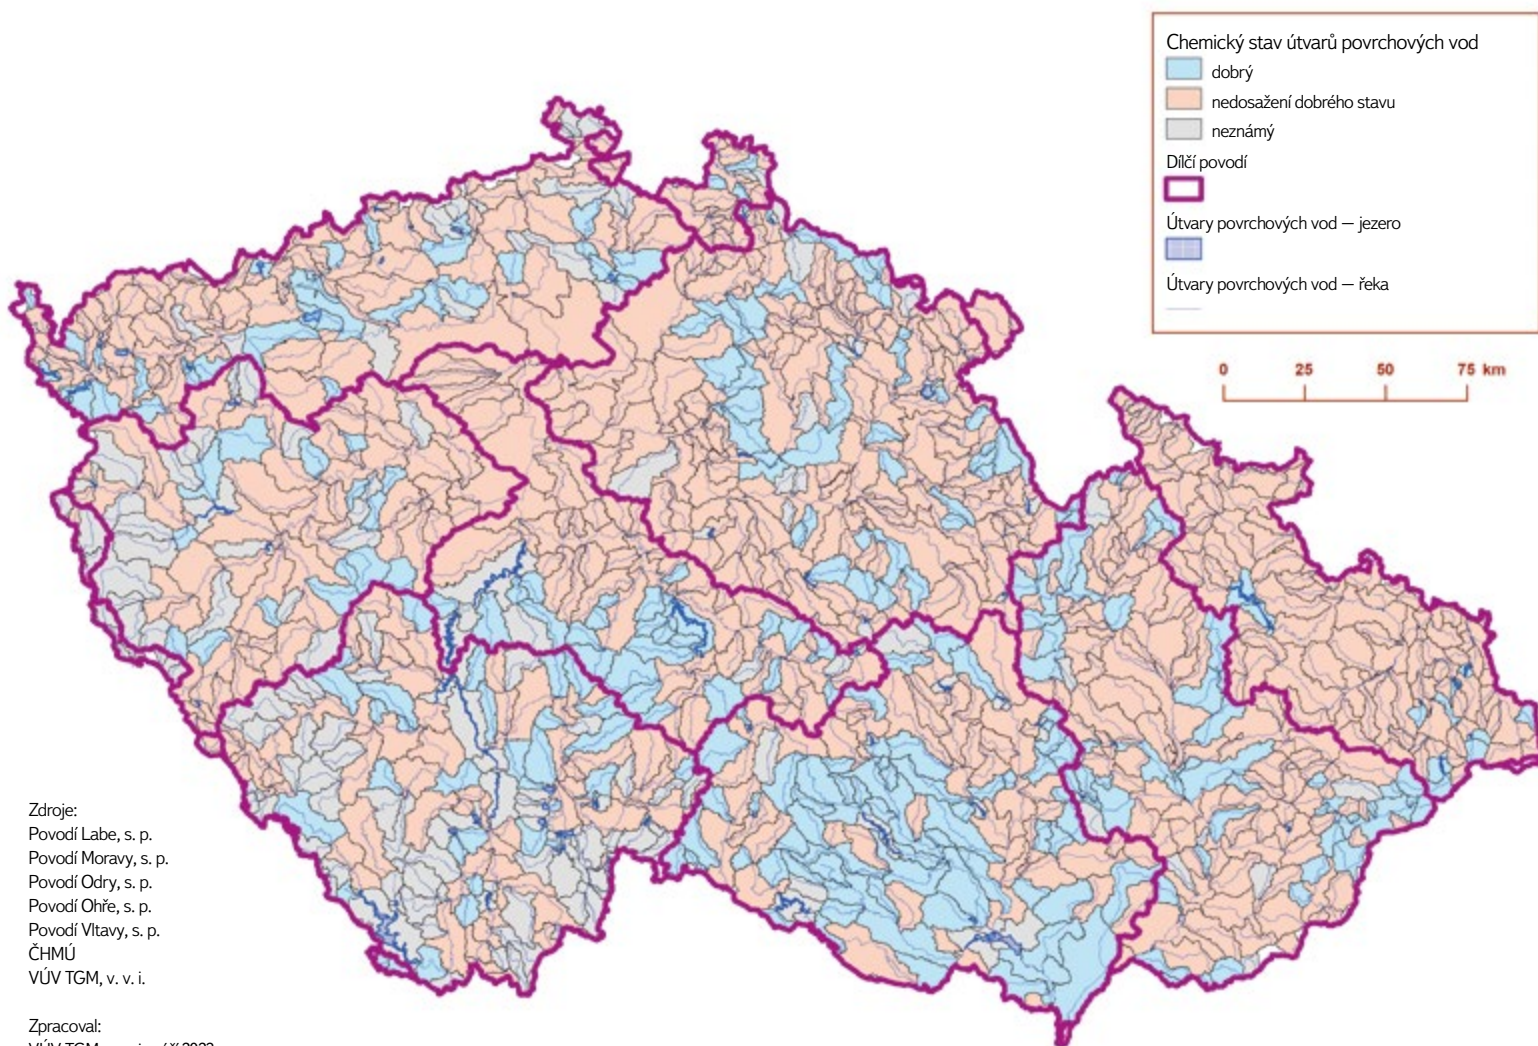 Chemický stav útvarů povrchových vod
dobrý
nedosažení dobrého stavu
neznámý
Dílčí povodí
Útvary povrchových vod — jezero
Útvary povrchových vod — řeka
0 25 50 75 km
Zdroje:
Povodí Labe, s. p.
Povodí Moravy, s. p.
Povodí Odry, s. p.
Povodí Ohře, s. p.
Povodí Vltavy, s. p.
ČHMÚ
VÚV TGM, v. v. i.
Zpracoval:
VÚV TGM